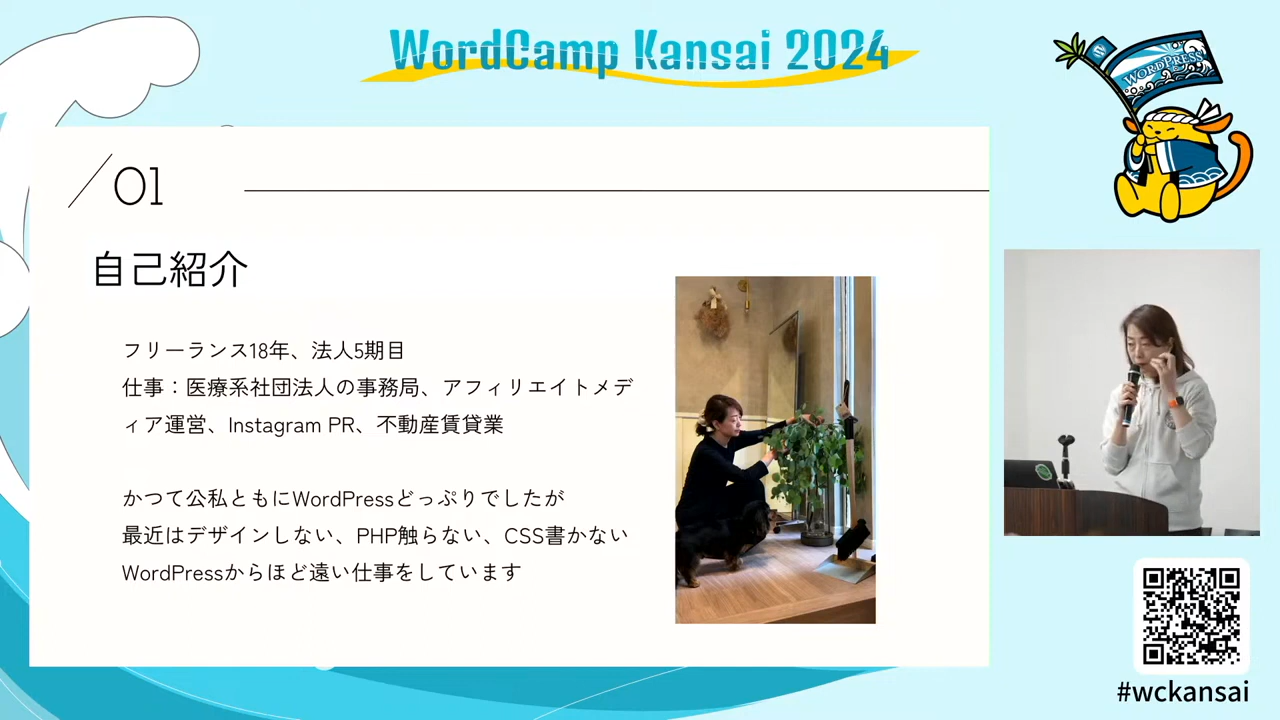 WordCamp Kansai 2024
WORDPRESS
W
/01
自己紹介
フリーランス18年、法人5期目
仕事：医療系社団法人の事務局、アフィリエイトメデ
ィア運営、Instagram PR、不動産賃貸業
かつて公私ともにWordPressどっぷりでしたが
最近はデザインしない、PHP触らない、CSS書かない
WordPressからほど遠い仕事をしています
#wckansai